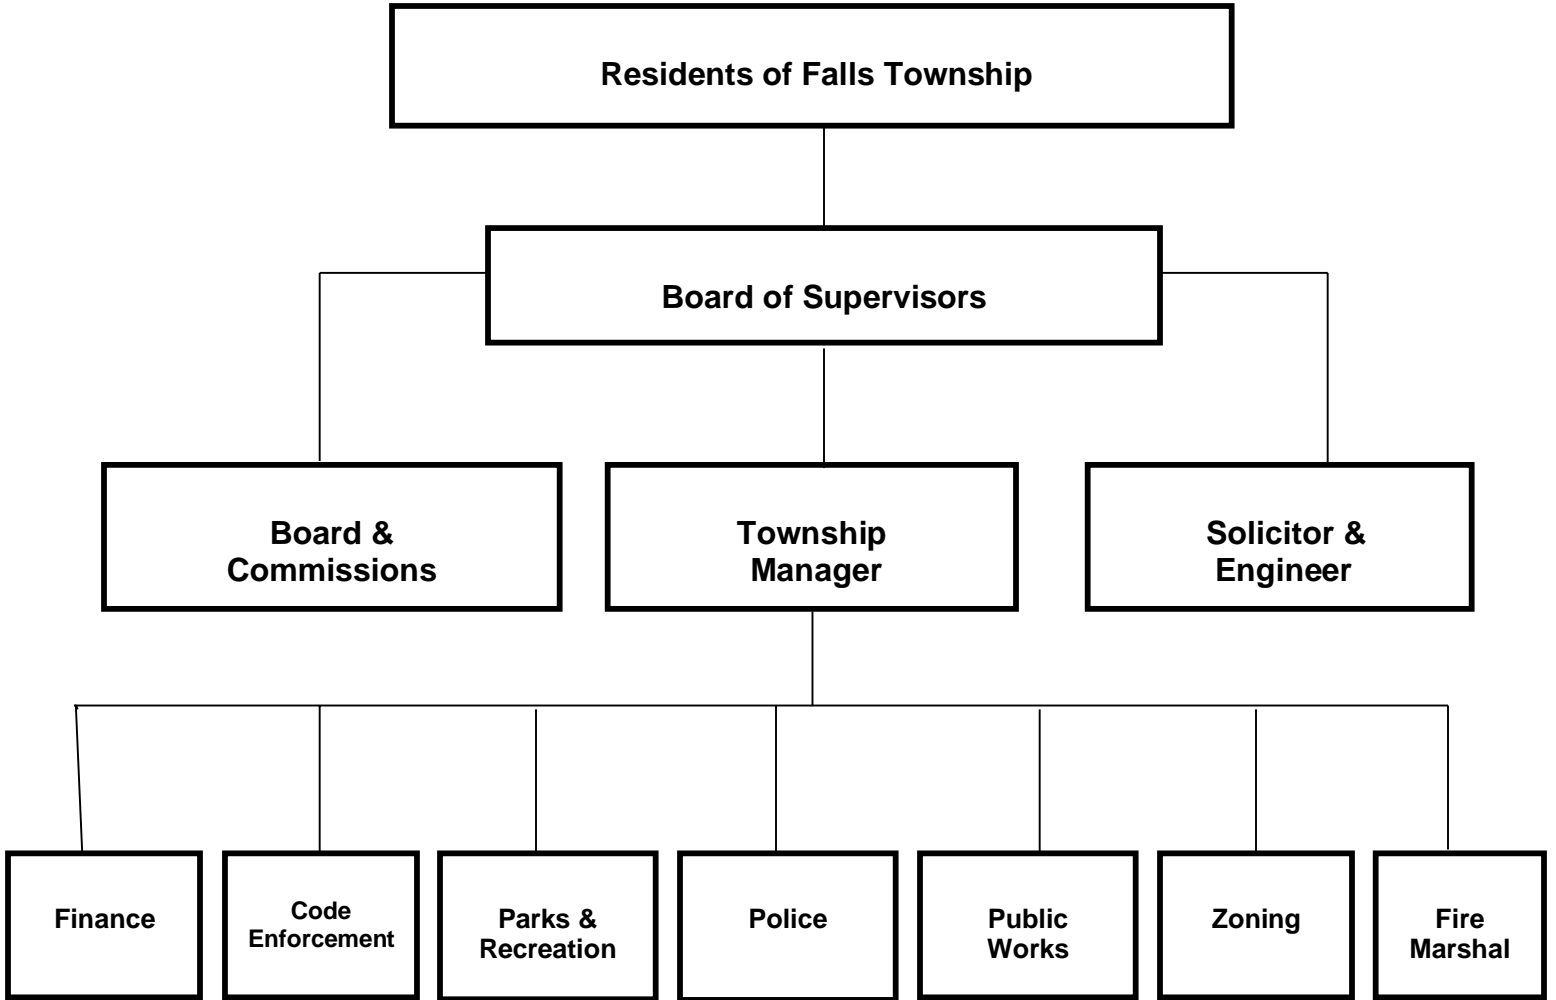 Residents of Falls Township
Board of Supervisors
Board &
Commissions
Township
Manager
Solicitor &
Engineer
Finance
Code
Enforcement
Parks &
Recreation
Police
Public
Works
Zoning
Fire
Marshal